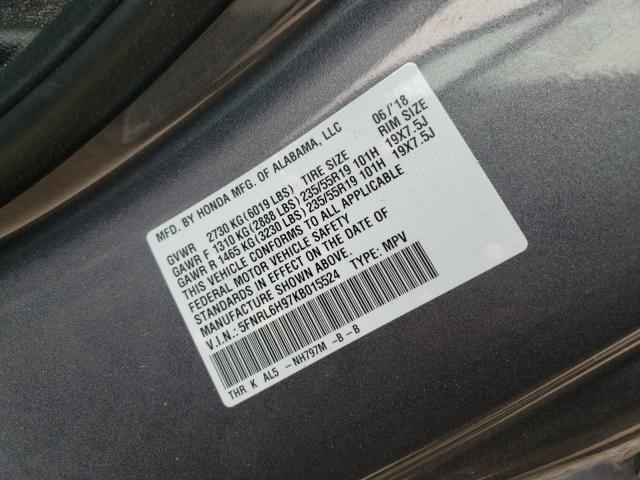 MFD. BY HONDA MFG. OF ALABAMA, LLC 06/'18
GVWR 2730 KG (6019 LBS) TIRE SIZE RIM SIZE
GAWR F 1310 KG (2888 LBS) 235/55R19 101H 19X7.5J
GAWR R 1465 KG (3230 LBS) 235/55R19 101H 19X7.5J
THIS VEHICLE CONFORMS TO ALL APPLICABLE
FEDERAL MOTOR VEHICLE SAFETY
STANDARDS IN EFFECT ON THE DATE OF
MANUFACTURE SHOWN ABOVE.
V.I.N.: 5FNRL6H97KB015524 TYPE: MPV
THR K AL5 -NH797M -B-B